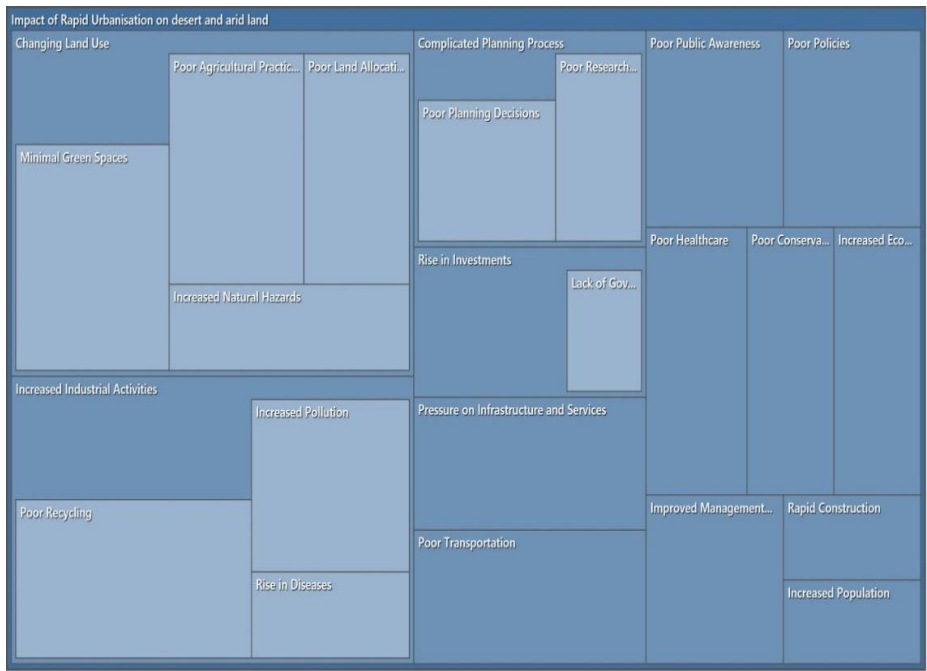 Impact of Rapid Urbanisation on desert and arid land
Changing Land Use
Poor Agricultural Practic...
Poor Land Allocati...
Minimal Green Spaces
Increased Natural Hazards
Increased Industrial Activities
Increased Pollution
Poor Recycling
Rise in Diseases
Complicated Planning Process
Poor Research...
Poor Planning Decisions
Rise in Investments
Lack of Gov...
Pressure on Infrastructure and Services
Poor Transportation
Poor Public Awareness
Poor Policies
Poor Healthcare
Poor Conserva...
Increased Eco...
Improved Management...
Rapid Construction
Increased Population